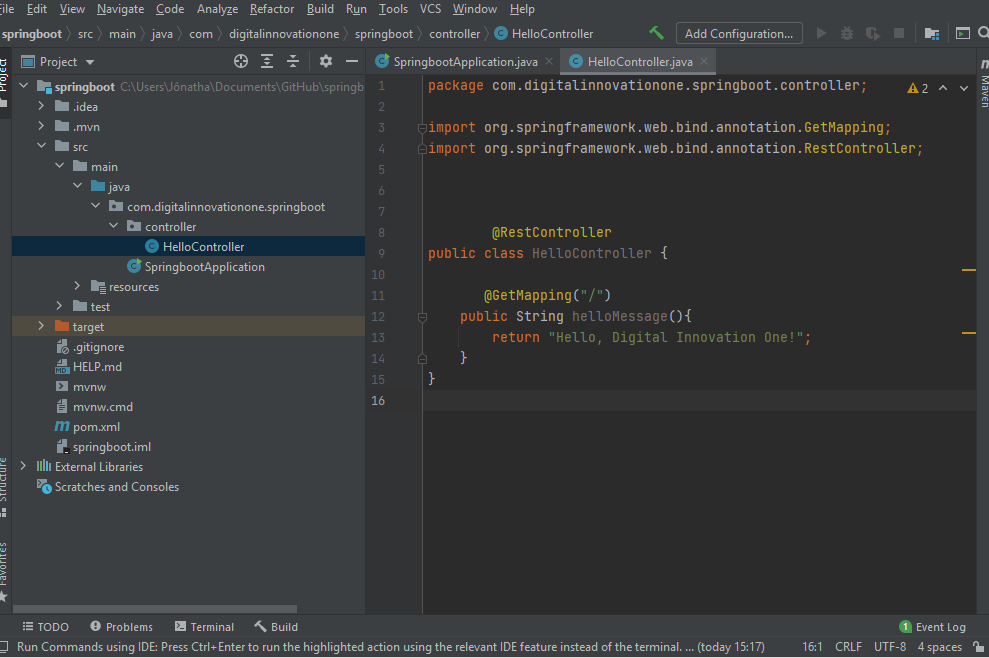 File Edit View Navigate Code Analyze Refactor Build Run Tools VCS Window Help
springboot src main java com digitalinnovationone springboot controller HelloController Add Configuration...
Project
SpringbootApplication.java HelloController.java
springboot C:\Users\Jônatha\Documents\GitHub\springb
.idea
.mvn
src
main
java
com.digitalinnovationone.springboot
controller
HelloController
SpringbootApplication
resources
test
target
.gitignore
HELP.md
mvnw
mvnw.cmd
pom.xml
springboot.iml
External Libraries
Scratches and Consoles
Project
Structure
Favorites
1 package com.digitalinnovationone.springboot.controller;
2
3 import org.springframework.web.bind.annotation.GetMapping;
4 import org.springframework.web.bind.annotation.RestController;
5
6
7
8 @RestController
9 public class HelloController {
10
11 @GetMapping("/")
12 public String helloMessage(){
13 return "Hello, Digital Innovation One!";
14 }
15 }
16
2
Maven
TODO Problems Terminal Build 1 Event Log
Run Commands using IDE: Press Ctrl+Enter to run the highlighted action using the relevant IDE feature instead of the terminal. ... (today 15:17) 16:1 CRLF UTF-8 4 spaces